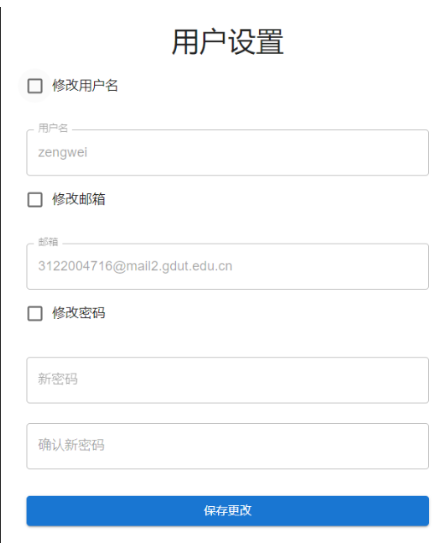 用户设置
修改用户名
用户名
zengwei
修改邮箱
邮箱
3122004716@mail2.gdut.edu.cn
修改密码
新密码
确认新密码
保存更改